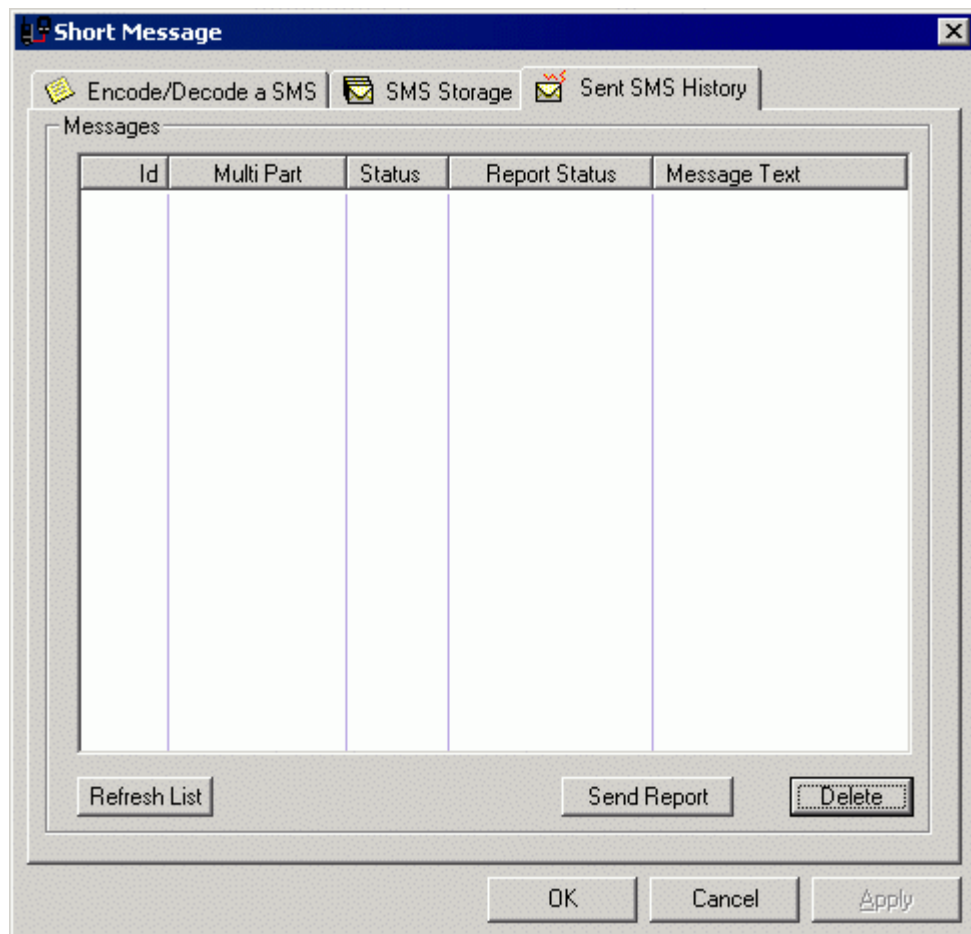 Short Message
Encode/Decode a SMS SMS Storage Sent SMS History
Messages
Id Multi Part Status Report Status Message Text
Refresh List Send Report Delete
OK Cancel Apply